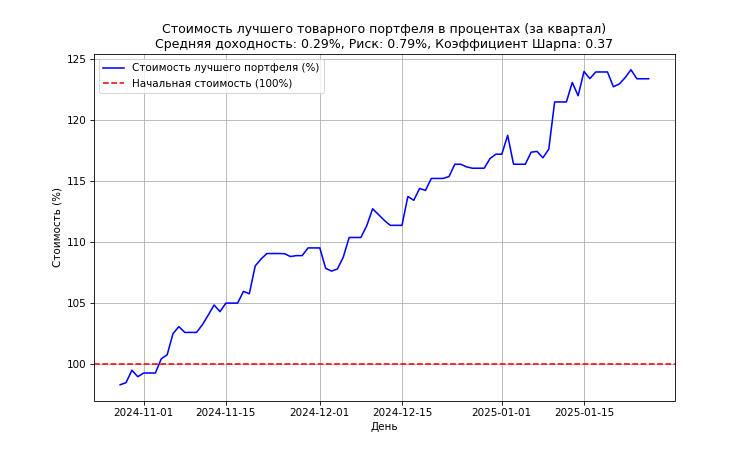 Стоимость лучшего товарного портфеля в процентах (за квартал)
Средняя доходность: 0.29%, Риск: 0.79%, Коэффициент Шарпа: 0.37
Стоимость лучшего портфеля (%)
Начальная стоимость (100%)
125
120
115
110
105
100
Стоимость (%)
2024-11-01
2024-11-15
2024-12-01
2024-12-15
2025-01-01
2025-01-15
День